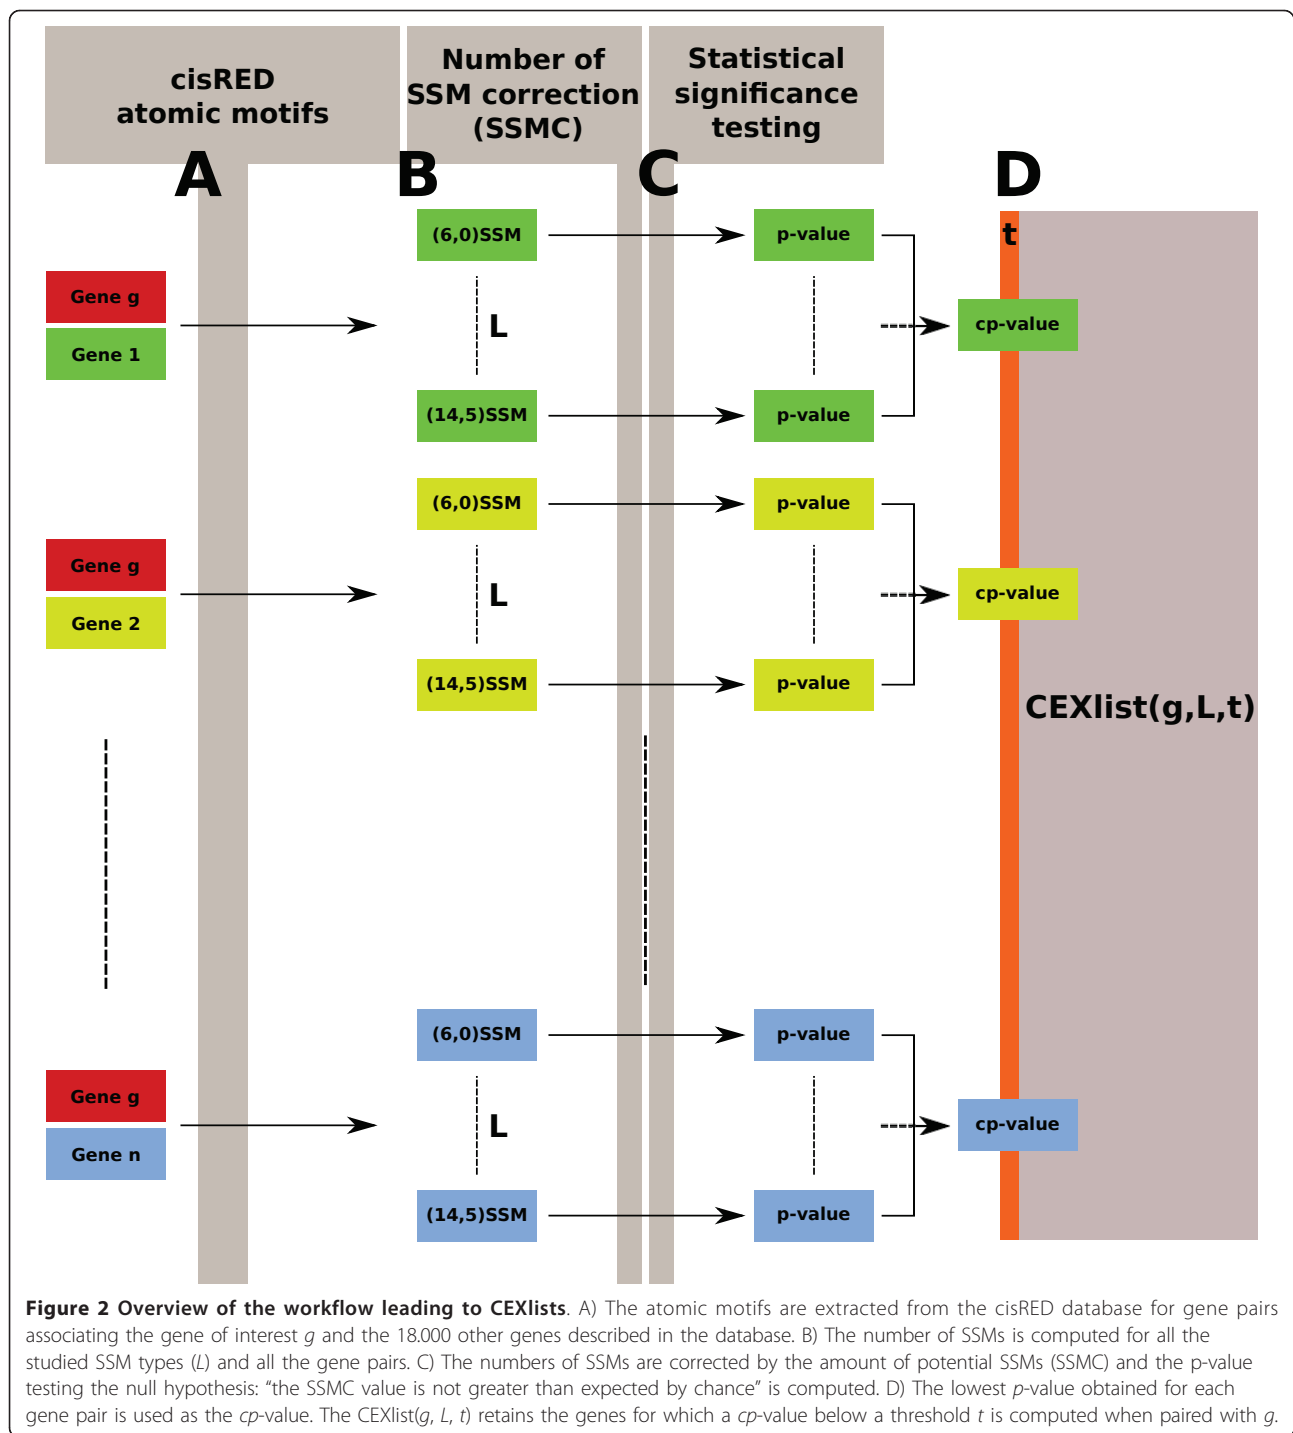 cisRED
atomic motifs
Number of
SSM correction
(SSMC)
Statistical
significance
testing
A
B
C
D
t
(6,0)SSM
p-value
Gene g
Gene 1
L
cp-value
(14,5)SSM
p-value
(6,0)SSM
p-value
Gene g
Gene 2
L
cp-value
(14,5)SSM
p-value
CEXlist(g,L,t)
(6,0)SSM
p-value
Gene g
Gene n
L
cp-value
(14,5)SSM
p-value
Figure 2 Overview of the workflow leading to CEXlists. A) The atomic motifs are extracted from the cisRED database for gene pairs
associating the gene of interest g and the 18.000 other genes described in the database. B) The number of SSMs is computed for all the
studied SSM types (L) and all the gene pairs. C) The numbers of SSMs are corrected by the amount of potential SSMs (SSMC) and the p-value
testing the null hypothesis: “the SSMC value is not greater than expected by chance” is computed. D) The lowest p-value obtained for each
gene pair is used as the cp-value. The CEXlist(g, L, t) retains the genes for which a cp-value below a threshold t is computed when paired with g.